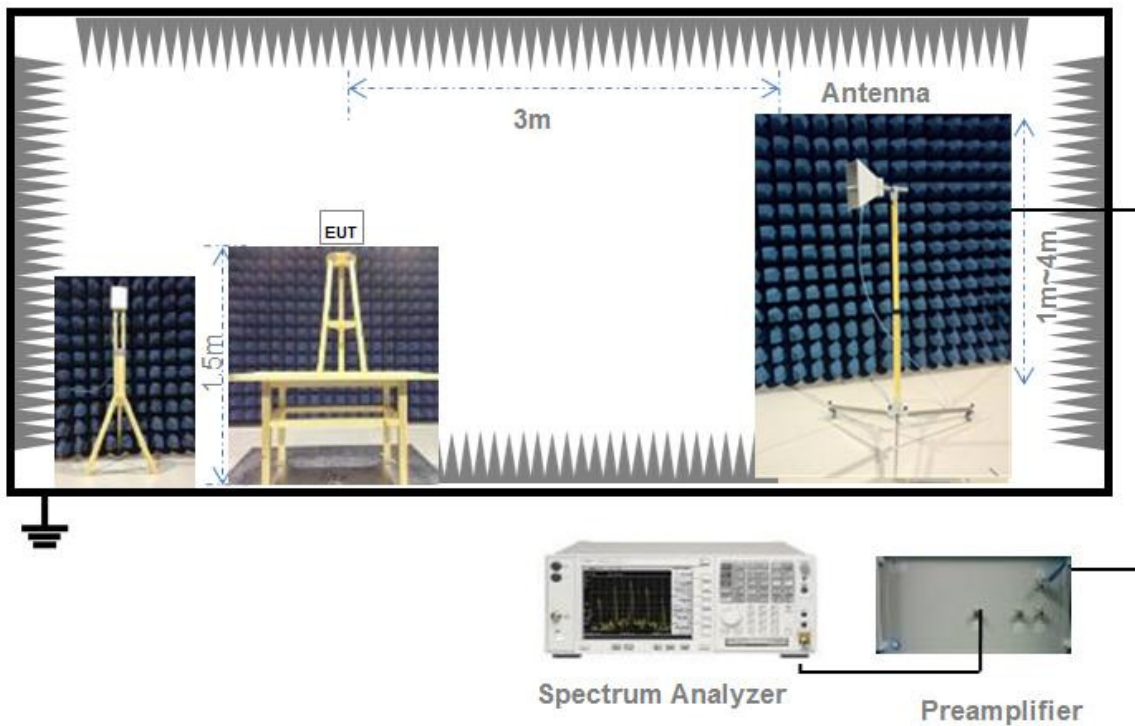 Antenna
3m
EUT
1.5m
1m~4m
Spectrum Analyzer
Preamplifier